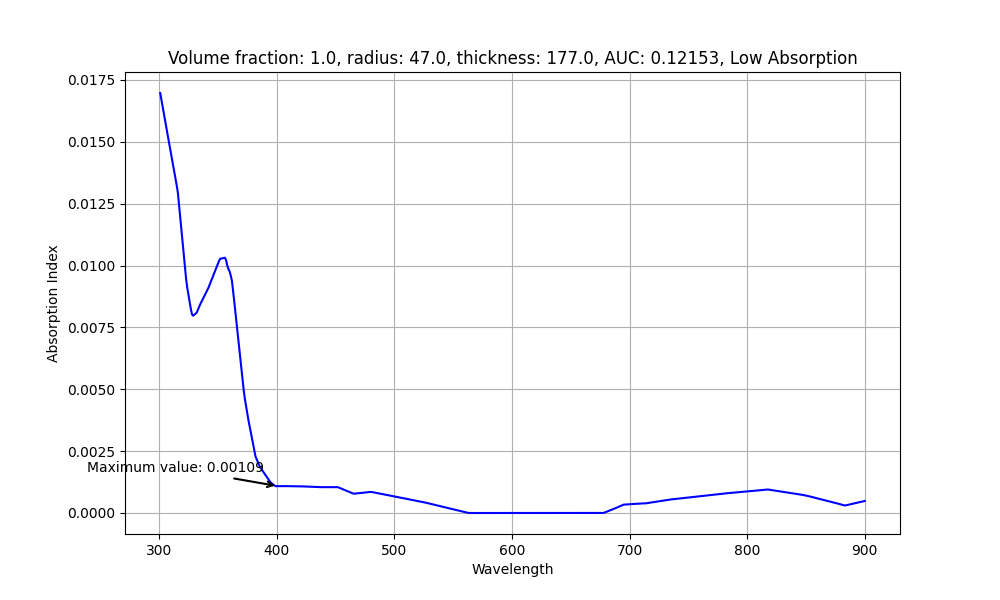 Volume fraction: 1.0, radius: 47.0, thickness: 177.0, AUC: 0.12153, Low Absorption
0.0175
0.0150
0.0125
0.0100
0.0075
0.0050
0.0025
0.0000
Absorption Index
Maximum value: 0.00109
300 400 500 600 700 800 900
Wavelength